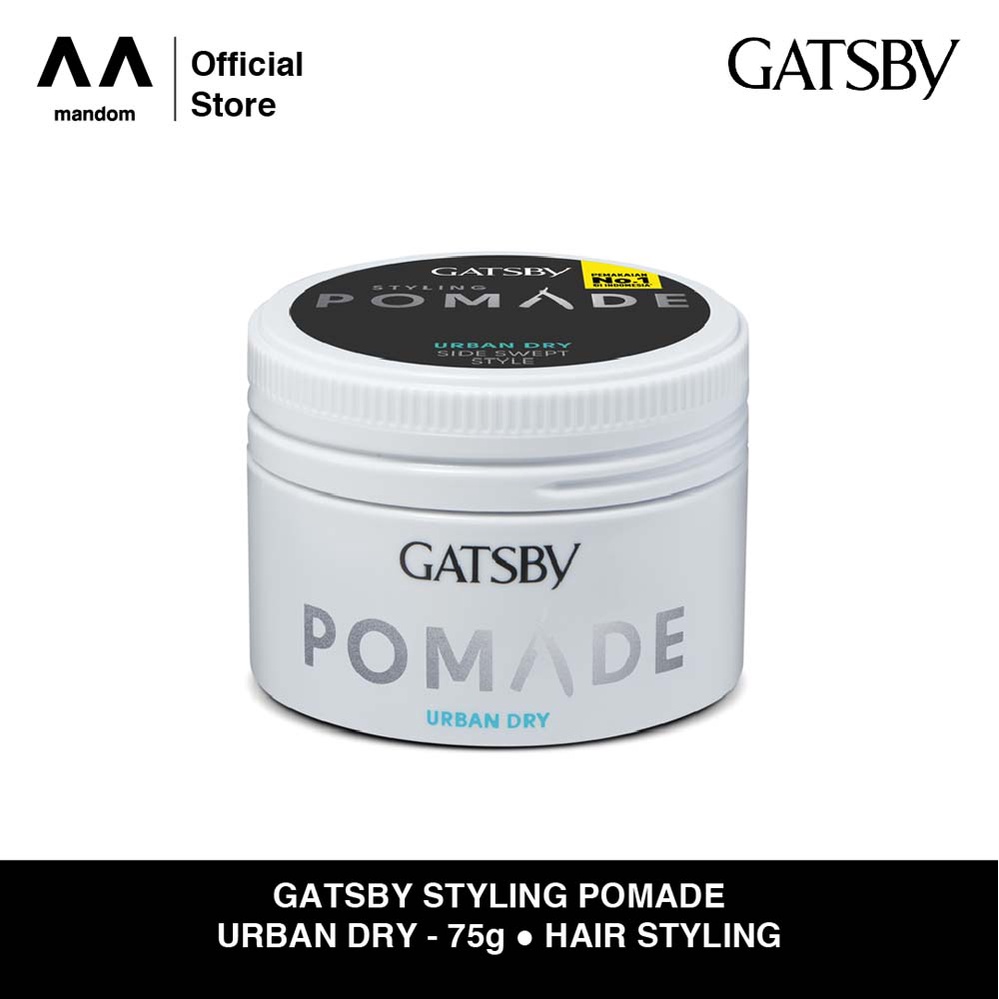 mandom
Official
Store
GATSBY
GATSBY
PEMAKAIAN
No.1
DI INDONESIA*
STYLING
POMADE
URBAN DRY
SIDE SWEPT
STYLE
GATSBY
POMADE
URBAN DRY
GATSBY STYLING POMADE
URBAN DRY - 75g ● HAIR STYLING